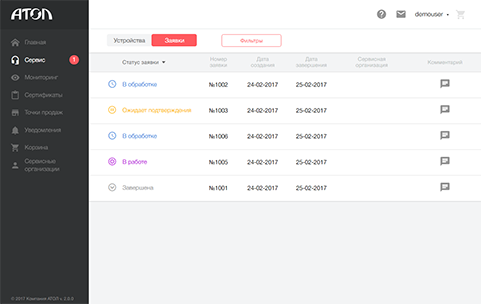 АТОЛ
demouser
Главная
Сервис 1
Мониторинг
Сертификаты
Точки продаж
Уведомления
Корзина
Сервисные
организации
Устройства Заявки Фильтры
Статус заявки Номер заявки Дата создания Дата завершения Сервисная организация Комментарий
В обработке №1002 24-02-2017 25-02-2017
Ожидает подтверждения №1003 24-02-2017 25-02-2017
В обработке №1006 24-02-2017 25-02-2017
В работе №1005 24-02-2017 25-02-2017
Завершена №1001 24-02-2017 25-02-2017
© 2017 Компания АТОЛ v. 2.6.0